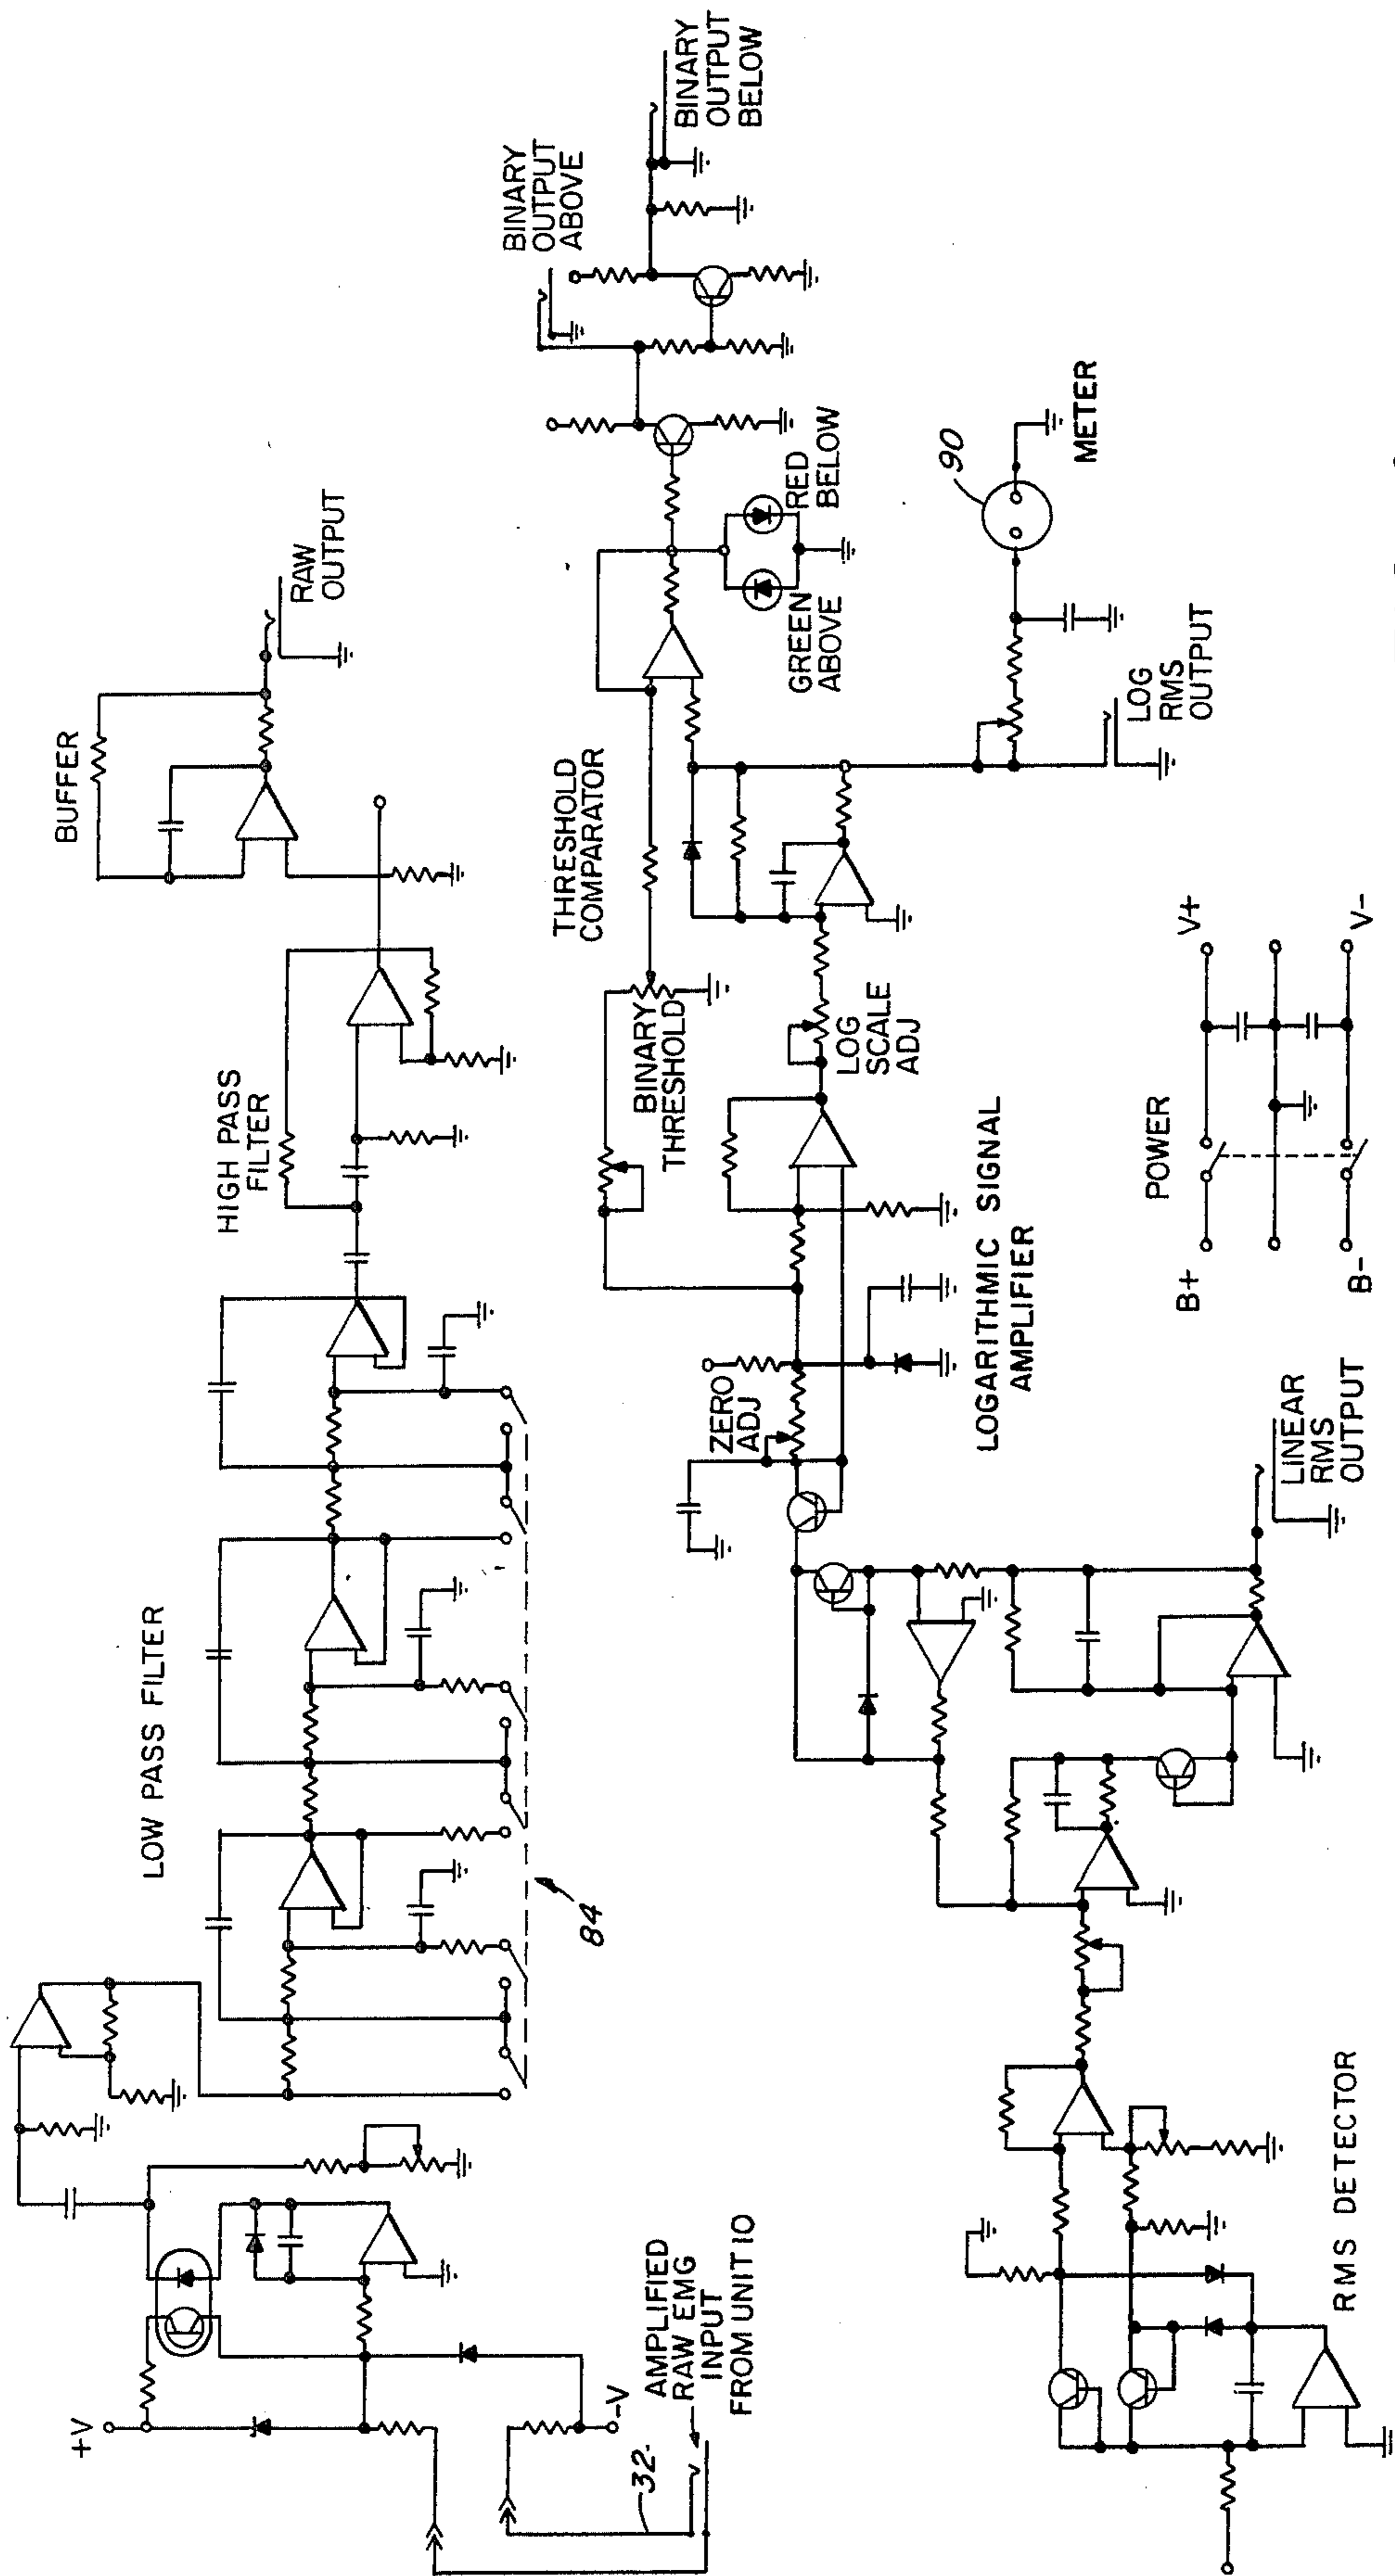 +V
AMPLIFIED
RAW EMG
INPUT
FROM UNIT 10
32
-V
LOW PASS FILTER
84
HIGH PASS
FILTER
BUFFER
RAW
OUTPUT
RMS DETECTOR
LINEAR
RMS
OUTPUT
ZERO
ADJ
LOGARITHMIC SIGNAL
AMPLIFIER
BINARY
THRESHOLD
LOG
SCALE
ADJ
THRESHOLD
COMPARATOR
GREEN
ABOVE
RED
BELOW
LOG
RMS
OUTPUT
90
METER
BINARY
OUTPUT
ABOVE
BINARY
OUTPUT
BELOW
POWER
B+
V+
B-
V-